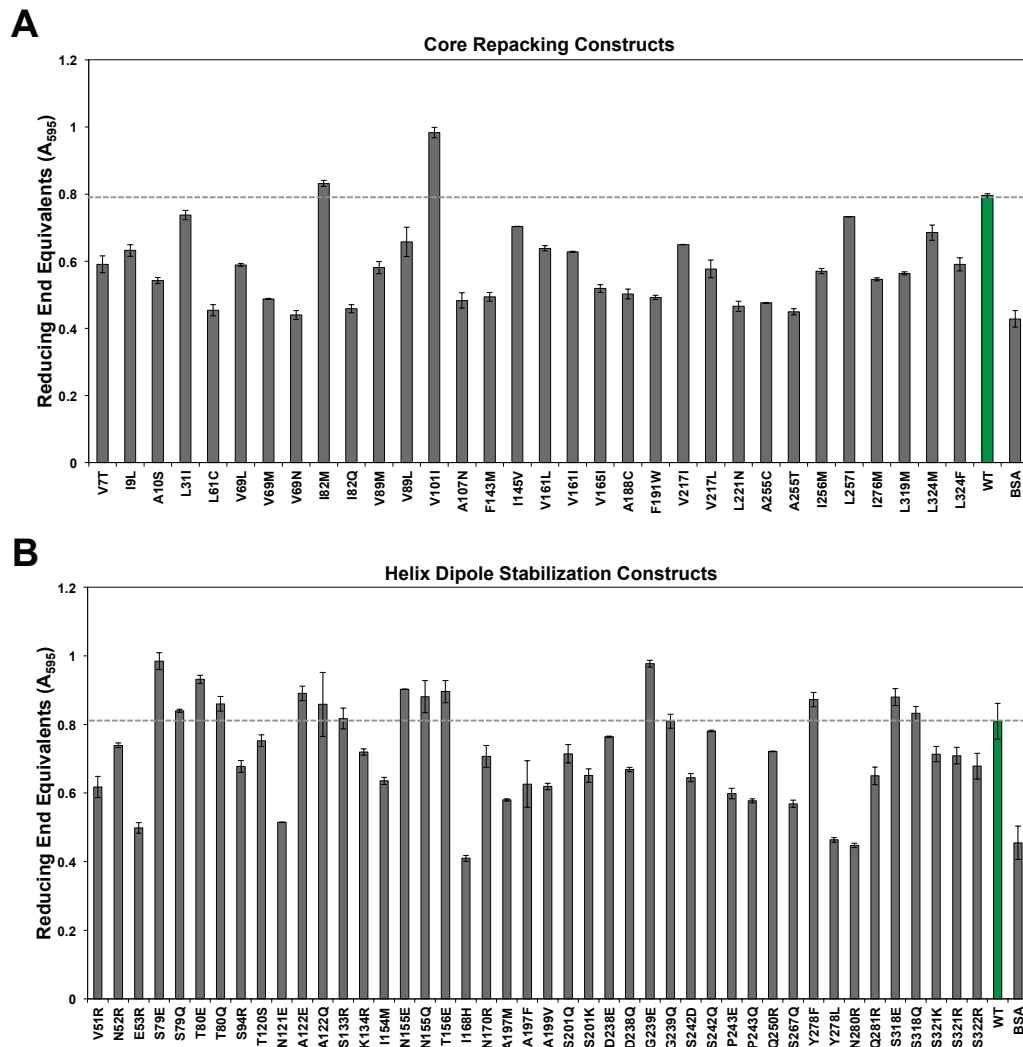 A
Core Repacking Constructs
Reducing End Equivalents (A595)
1.2
1
0.8
0.6
0.4
0.2
0
V7T I9L A10S L31I L61C V69L V69M V69N I82M I82Q V89M V89L V101I A107N F143M I145V V161L V161I V165I A188C F191W V217I V217L L221N A255C A255T I256M L257I I276M L319M L324M L324F WT BSA
B
Helix Dipole Stabilization Constructs
Reducing End Equivalents (A595)
1.2
1
0.8
0.6
0.4
0.2
0
V51R N52R E53R S79E S79Q T80E T80Q S94R T120S N121E A122E A122Q S133R K134R I154M N155E N155Q T156E I168H N170R A197M A197F A199V S201Q S201K D238E D238Q G239E G239Q S242D S242Q P243E P243Q Q250R S267Q Y278F Y278L N280R Q281R S318E S318Q S321K S321R S322R WT BSA